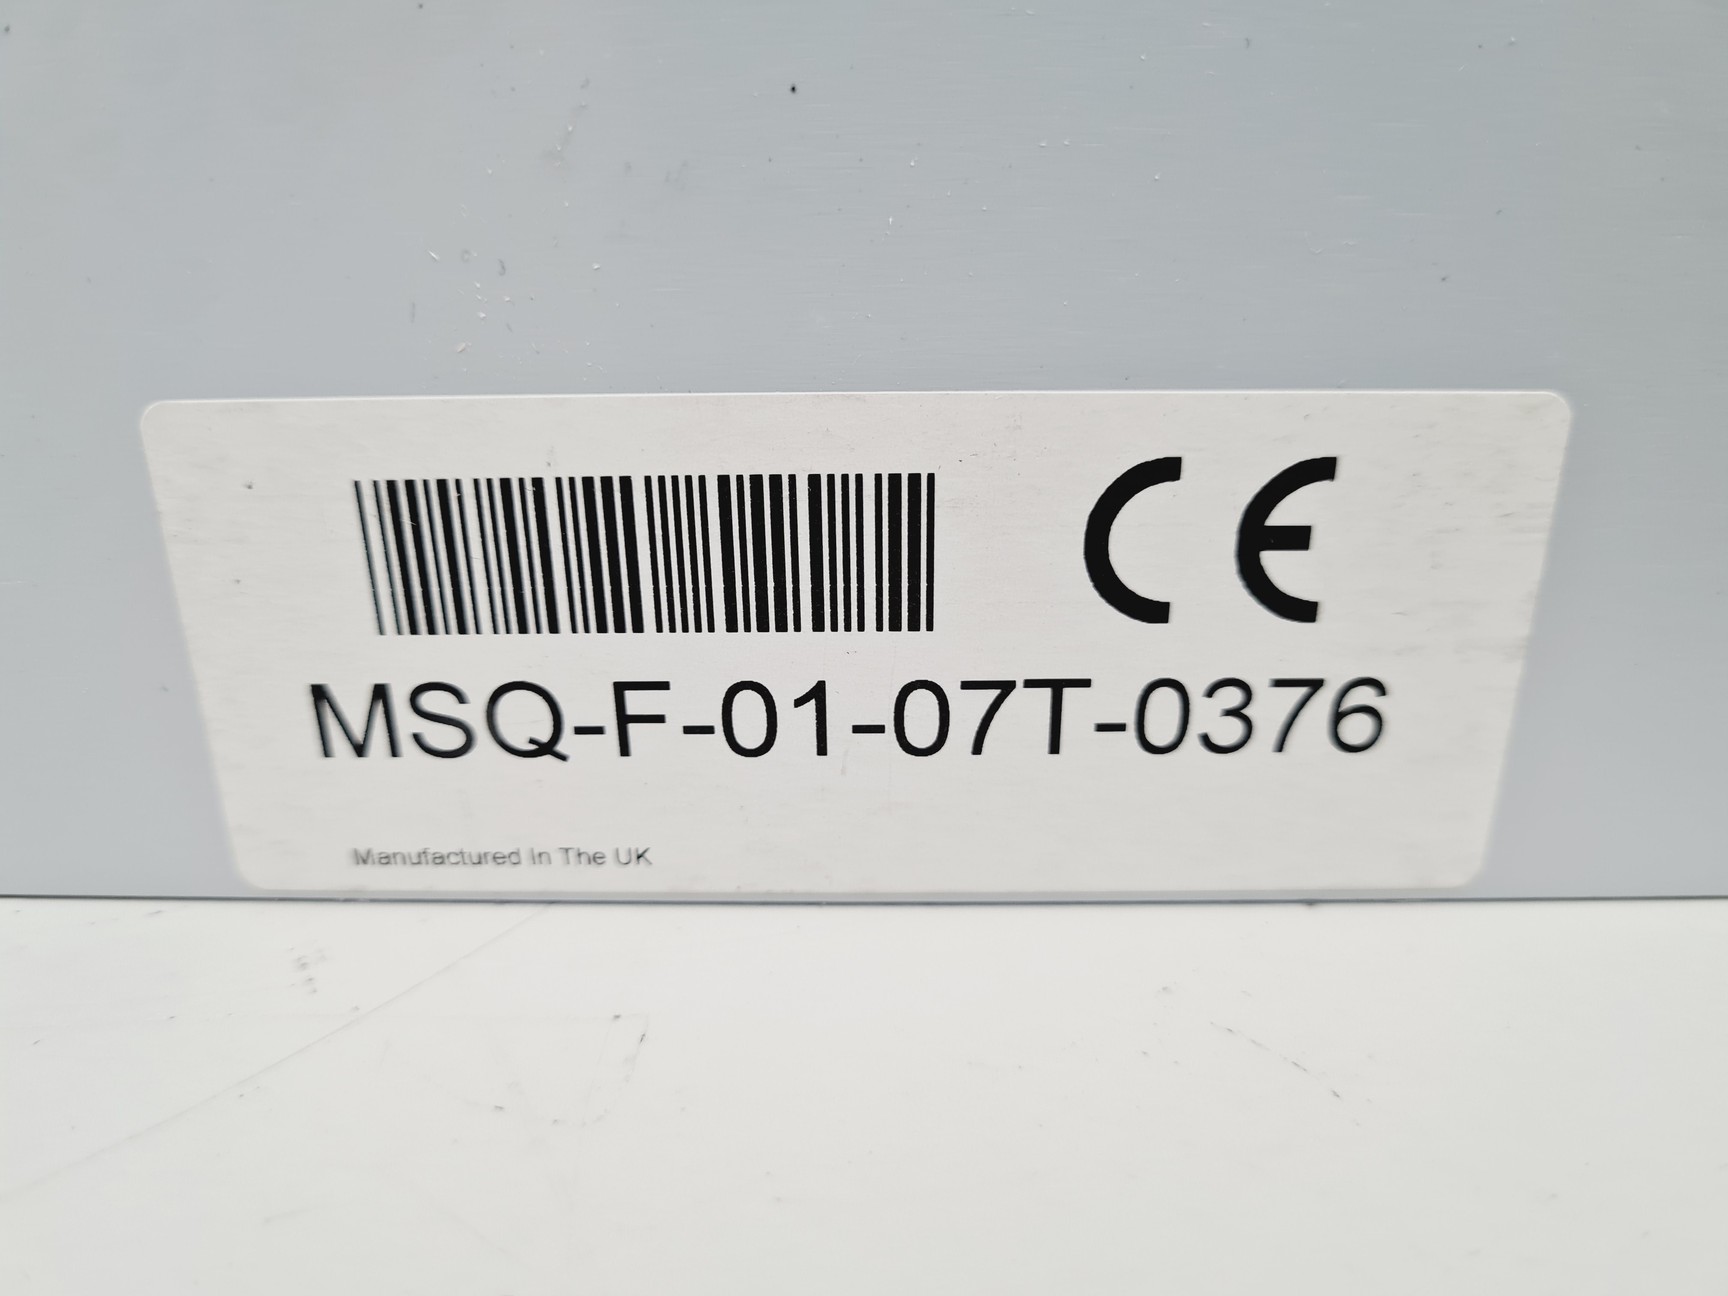 CE
MSQ-F-01-07T-0376
Manufactured In The UK